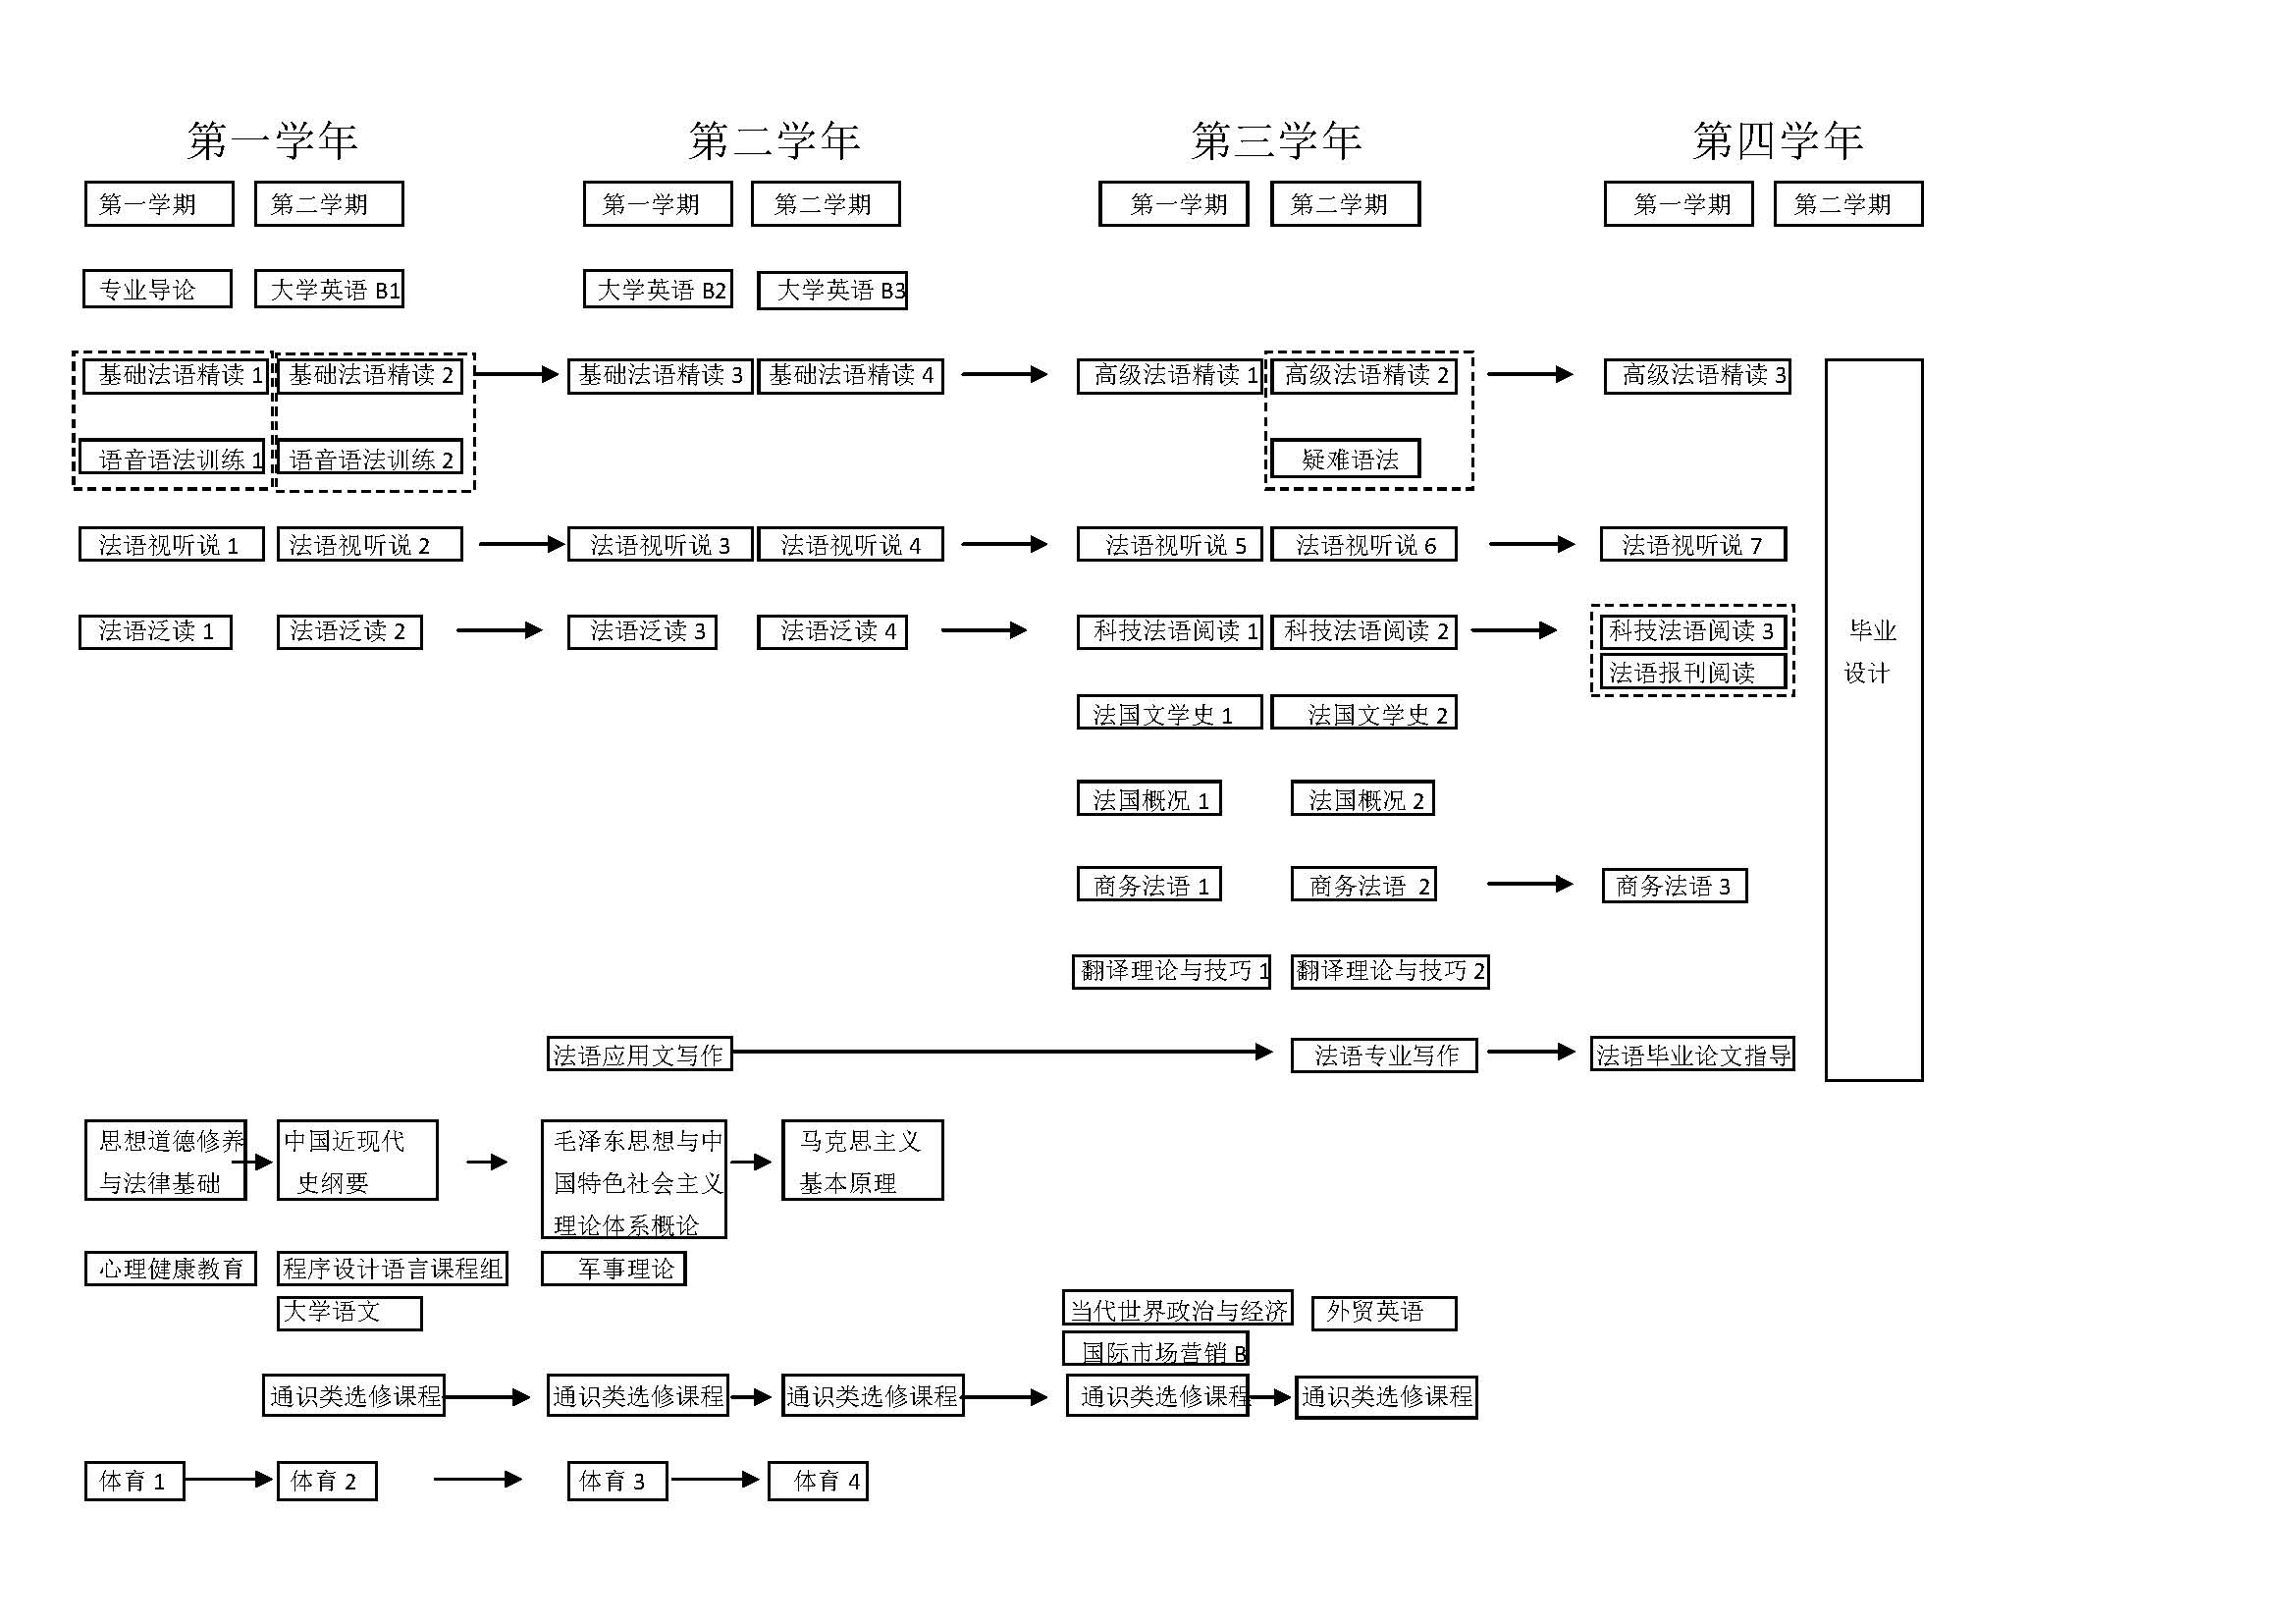 第一学年 第二学年 第三学年 第四学年
第一学期 第二学期 第一学期 第二学期 第一学期 第二学期 第一学期 第二学期
专业导论 大学英语 B1 大学英语 B2 大学英语 B3
基础法语精读 1 基础法语精读 2 基础法语精读 3 基础法语精读 4 高级法语精读 1 高级法语精读 2 高级法语精读 3
语音语法训练 1 语音语法训练 2 疑难语法
法语视听说 1 法语视听说 2 法语视听说 3 法语视听说 4 法语视听说 5 法语视听说 6 法语视听说 7
法语泛读 1 法语泛读 2 法语泛读 3 法语泛读 4 科技法语阅读 1 科技法语阅读 2 科技法语阅读 3 毕业
法语报刊阅读 设计
法国文学史 1 法国文学史 2
法国概况 1 法国概况 2
商务法语 1 商务法语 2 商务法语 3
翻译理论与技巧 1 翻译理论与技巧 2
法语应用文写作 法语专业写作 法语毕业论文指导
思想道德修养 中国近现代 毛泽东思想与中 马克思主义
与法律基础 史纲要 国特色社会主义 基本原理
理论体系概论
心理健康教育 程序设计语言课程组 军事理论
大学语文 当代世界政治与经济 外贸英语
国际市场营销 B
通识类选修课程 通识类选修课程 通识类选修课程 通识类选修课程 通识类选修课程
体育 1 体育 2 体育 3 体育 4